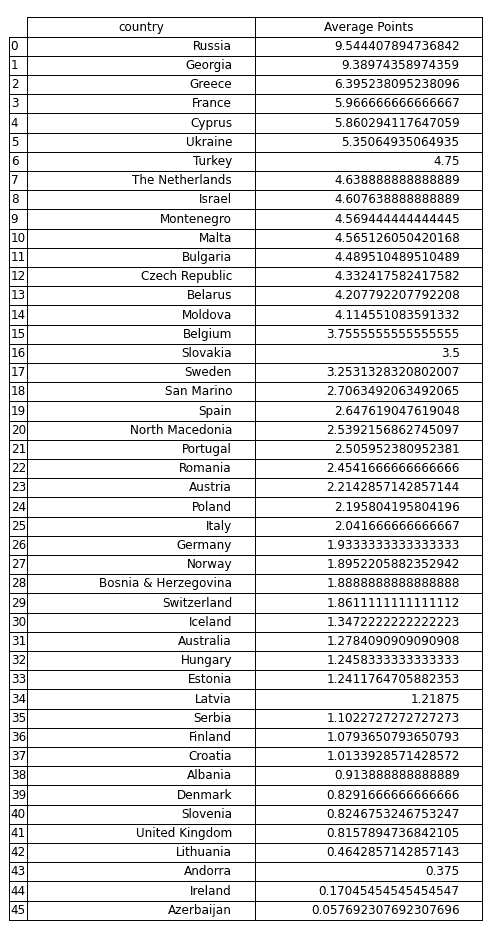 country Average Points
0 Russia 9.544407894736842
1 Georgia 9.38974358974359
2 Greece 6.395238095238096
3 France 5.966666666666667
4 Cyprus 5.860294117647059
5 Ukraine 5.35064935064935
6 Turkey 4.75
7 The Netherlands 4.638888888888889
8 Israel 4.607638888888889
9 Montenegro 4.569444444444445
10 Malta 4.565126050420168
11 Bulgaria 4.489510489510489
12 Czech Republic 4.332417582417582
13 Belarus 4.207792207792208
14 Moldova 4.114551083591332
15 Belgium 3.7555555555555555
16 Slovakia 3.5
17 Sweden 3.2531328320802007
18 San Marino 2.7063492063492065
19 Spain 2.647619047619048
20 North Macedonia 2.5392156862745097
21 Portugal 2.505952380952381
22 Romania 2.4541666666666666
23 Austria 2.2142857142857144
24 Poland 2.195804195804196
25 Italy 2.041666666666667
26 Germany 1.9333333333333333
27 Norway 1.8952205882352942
28 Bosnia & Herzegovina 1.8888888888888888
29 Switzerland 1.8611111111111112
30 Iceland 1.3472222222222223
31 Australia 1.2784090909090908
32 Hungary 1.2458333333333333
33 Estonia 1.2411764705882353
34 Latvia 1.21875
35 Serbia 1.1022727272727273
36 Finland 1.0793650793650793
37 Croatia 1.0133928571428572
38 Albania 0.913888888888889
39 Denmark 0.8291666666666666
40 Slovenia 0.8246753246753247
41 United Kingdom 0.8157894736842105
42 Lithuania 0.4642857142857143
43 Andorra 0.375
44 Ireland 0.17045454545454547
45 Azerbaijan 0.057692307692307696